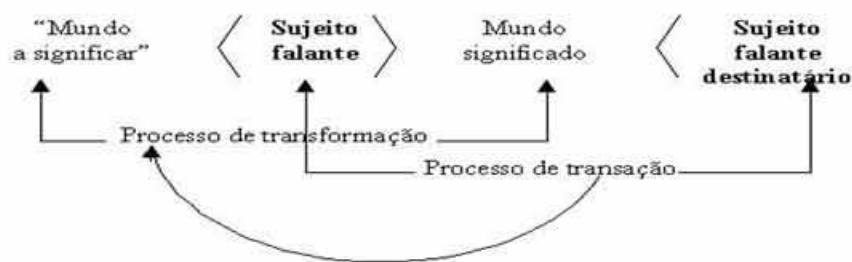 “Mundo
a significar”
Sujeito
falante
Mundo
significado
Sujeito
falante
destinatário
Processo de transformação
Processo de transação